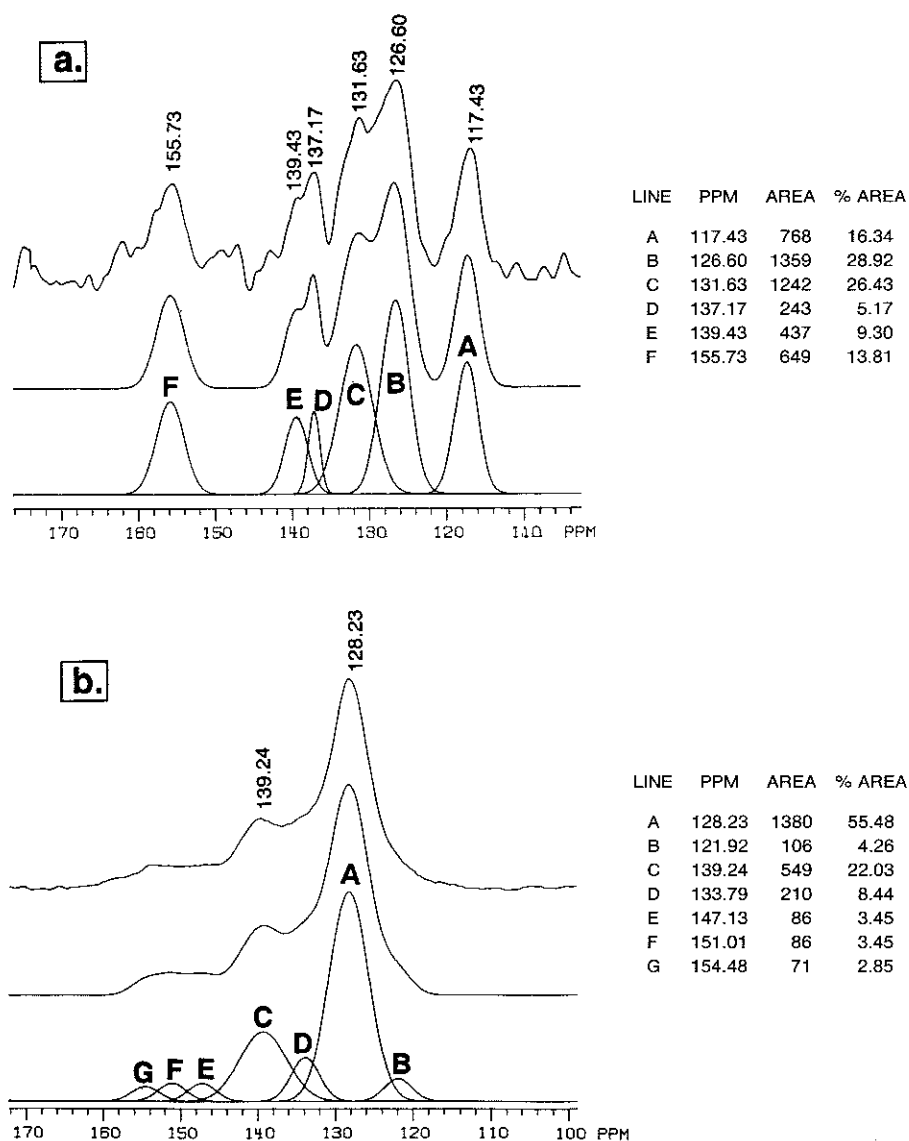 a.
155.73
139.43
137.17
131.63
126.60
117.43
F
E
D
C
B
A
170 160 150 140 130 120 110 PPM
LINE PPM AREA % AREA
A 117.43 768 16.34
B 126.60 1359 28.92
C 131.63 1242 26.43
D 137.17 243 5.17
E 139.43 437 9.30
F 155.73 649 13.81
b.
139.24
128.23
G
F
E
C
D
A
B
170 160 150 140 130 120 110 100 PPM
LINE PPM AREA % AREA
A 128.23 1380 55.48
B 121.92 106 4.26
C 139.24 549 22.03
D 133.79 210 8.44
E 147.13 86 3.45
F 151.01 86 3.45
G 154.48 71 2.85